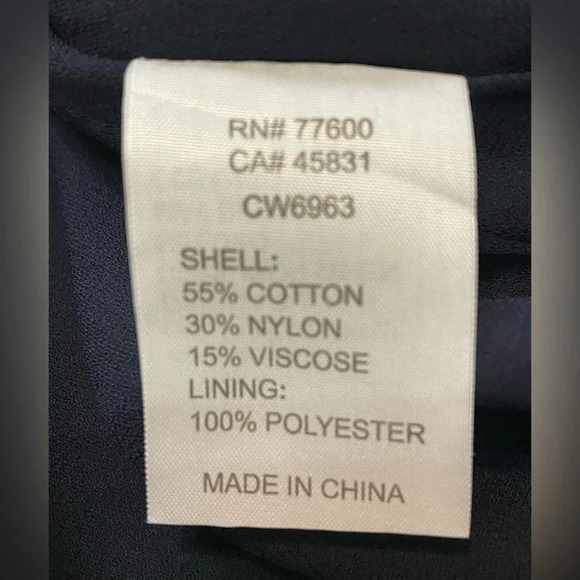 RN# 77600
CA# 45831
CW6963
SHELL:
55% COTTON
30% NYLON
15% VISCOSE
LINING:
100% POLYESTER
MADE IN CHINA